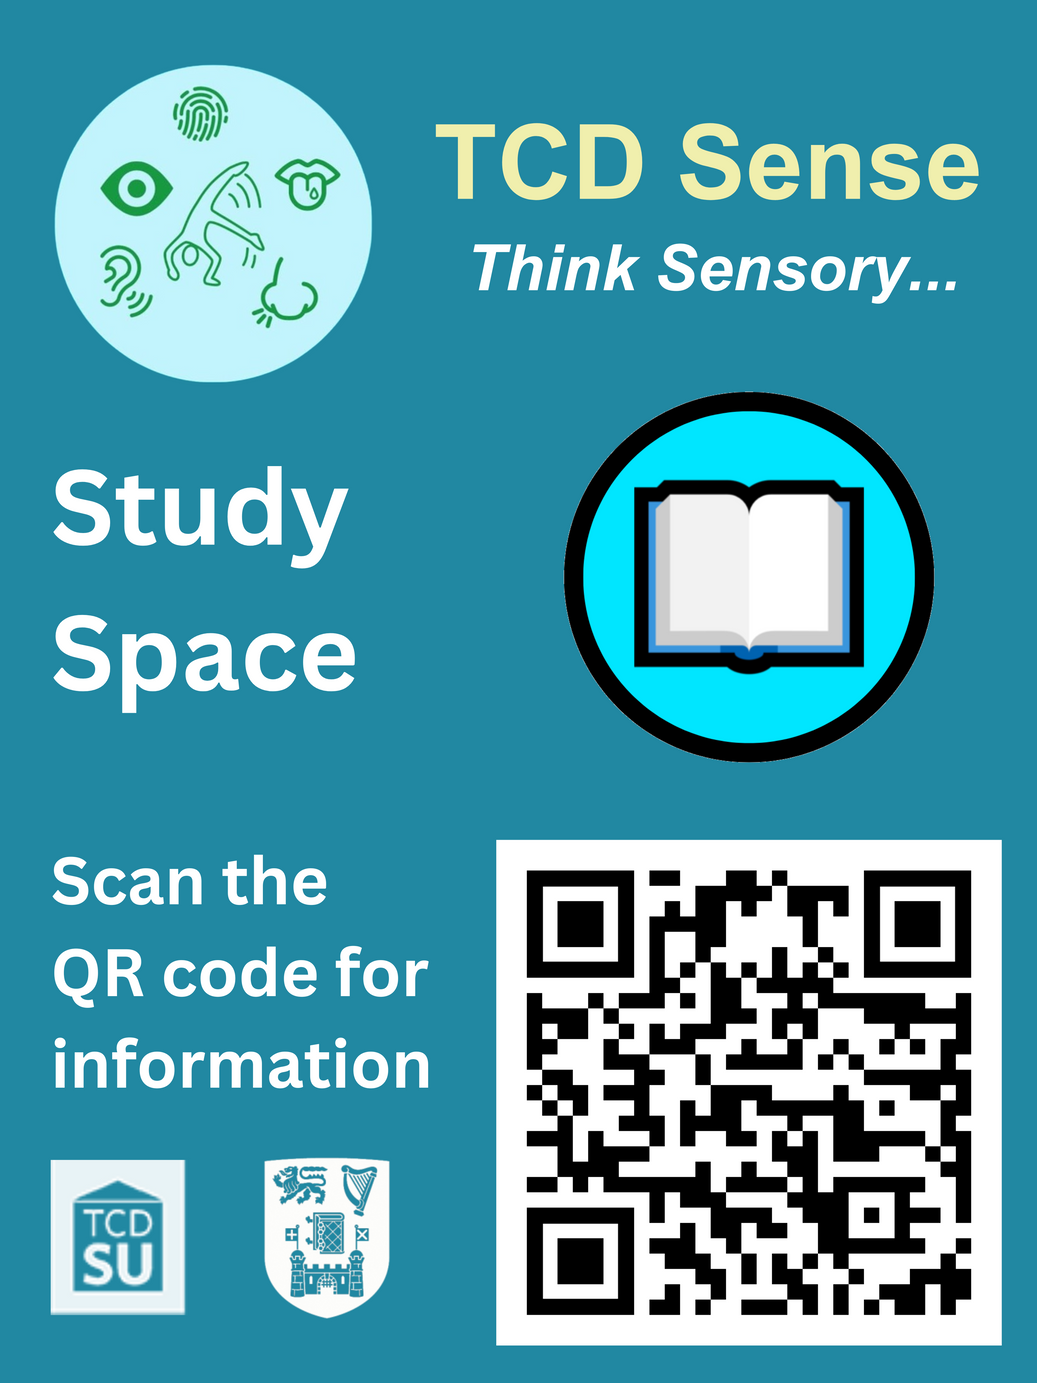 TCD Sense
Think Sensory...
Study
Space
Scan the
QR code for
information
TCD
SU